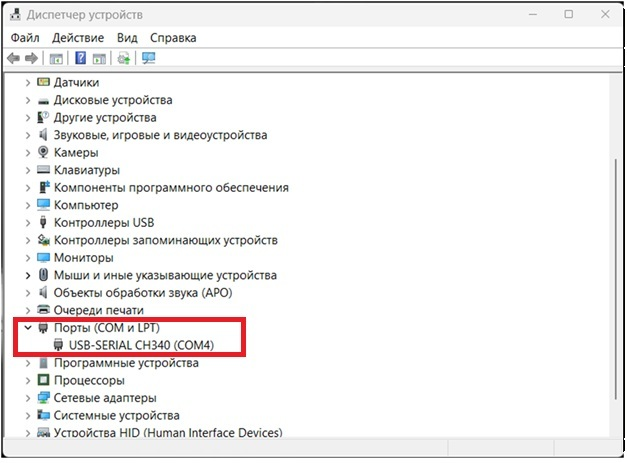 Диспетчер устройств
Файл Действие Вид Справка
Датчики
Дисковые устройства
Другие устройства
Звуковые, игровые и видеоустройства
Камеры
Клавиатуры
Компоненты программного обеспечения
Компьютер
Контроллеры USB
Контроллеры запоминающих устройств
Мониторы
Мыши и иные указывающие устройства
Объекты обработки звука (APO)
Очереди печати
Порты (COM и LPT)
USB-SERIAL CH340 (COM4)
Программные устройства
Процессоры
Сетевые адаптеры
Системные устройства
Устройства HID (Human Interface Devices)